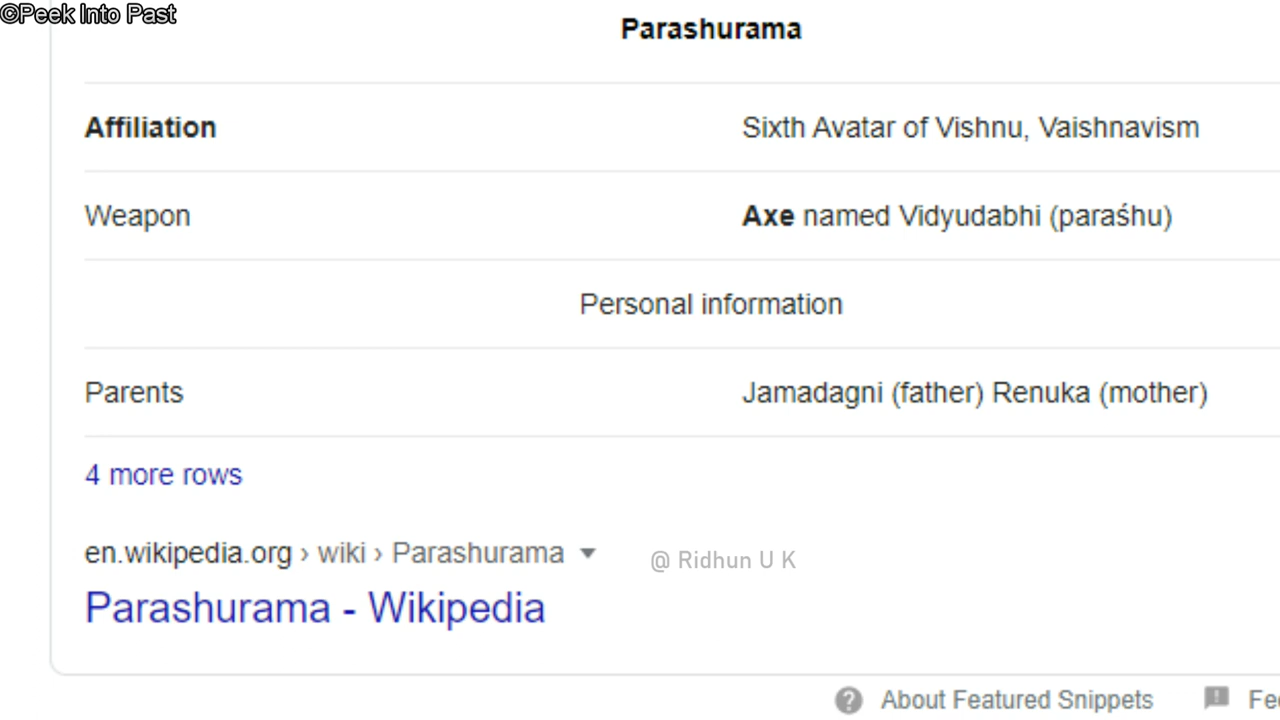 ©Peek Into Past
Parashurama
Affiliation Sixth Avatar of Vishnu, Vaishnavism
Weapon Axe named Vidyudabhi (paraśhu)
Personal information
Parents Jamadagni (father) Renuka (mother)
4 more rows
en.wikipedia.org › wiki › Parashurama
@ Ridhun U K
Parashurama - Wikipedia
About Featured Snippets